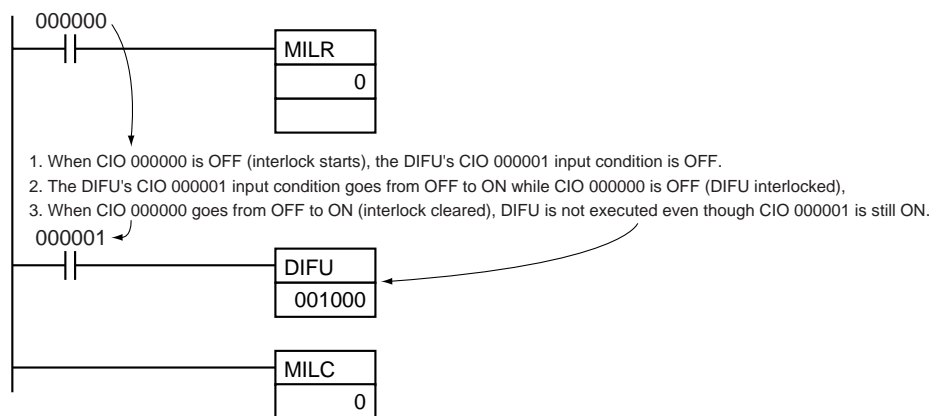 000000
MILR
0
1. When CIO 000000 is OFF (interlock starts), the DIFU's CIO 000001 input condition is OFF.
2. The DIFU's CIO 000001 input condition goes from OFF to ON while CIO 000000 is OFF (DIFU interlocked),
3. When CIO 000000 goes from OFF to ON (interlock cleared), DIFU is not executed even though CIO 000001 is still ON.
000001
DIFU
001000
MILC
0